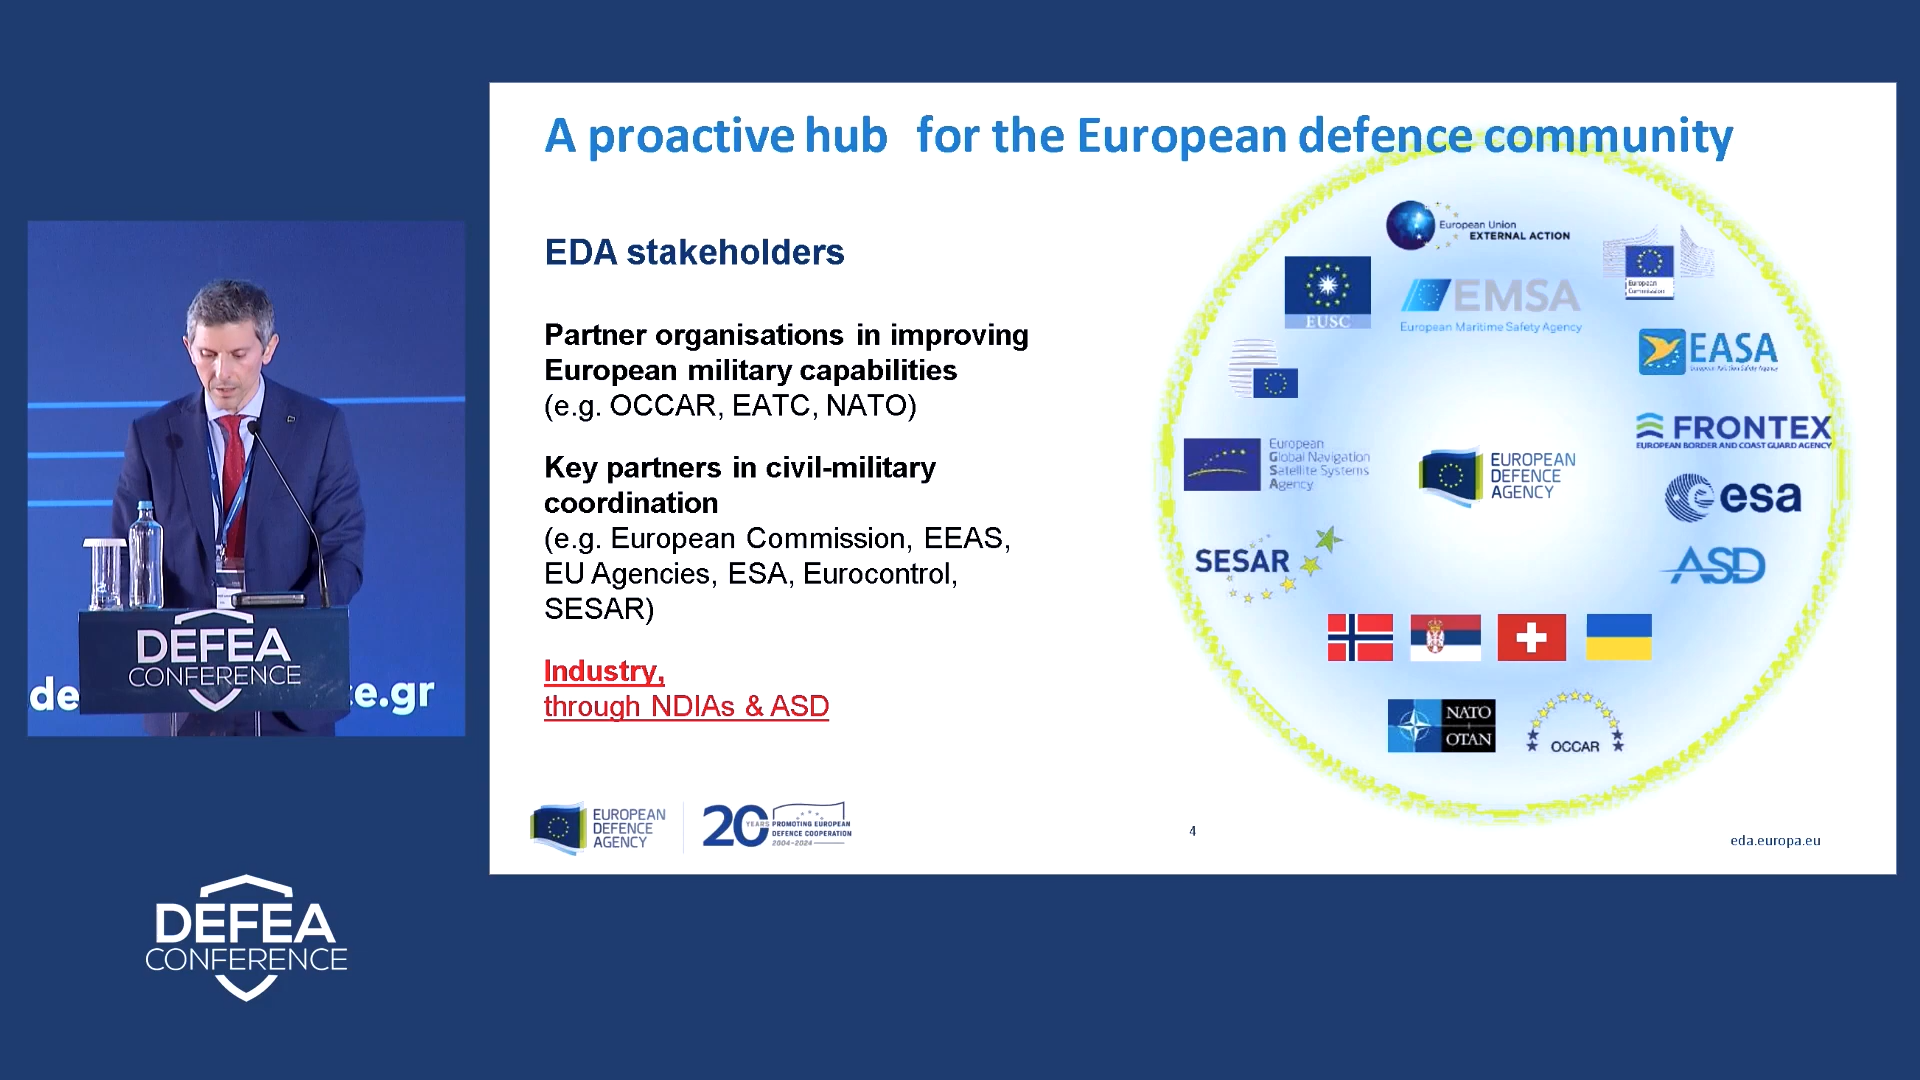 A proactive hub for the European defence community
EDA stakeholders
Partner organisations in improving
European military capabilities
(e.g. OCCAR, EATC, NATO)
Key partners in civil-military
coordination
(e.g. European Commission, EEAS,
EU Agencies, ESA, Eurocontrol,
SESAR)
Industry,
through NDIAs & ASD
European Union
EXTERNAL ACTION
EUSC
EMSA
European Maritime Safety Agency
European
Commission
EASA
European Aviation Safety Agency
FRONTEX
EUROPEAN BORDER AND COAST GUARD AGENCY
European
Global Navigation
Satellite Systems
Agency
EUROPEAN
DEFENCE
AGENCY
esa
SESAR
ASD
NATO
OTAN
OCCAR
EUROPEAN
DEFENCE
AGENCY
20 YEARS PROMOTING EUROPEAN
DEFENCE COOPERATION
2004-2024
4
eda.europa.eu
DEFEA
CONFERENCE
de
e.gr
DEFEA
CONFERENCE